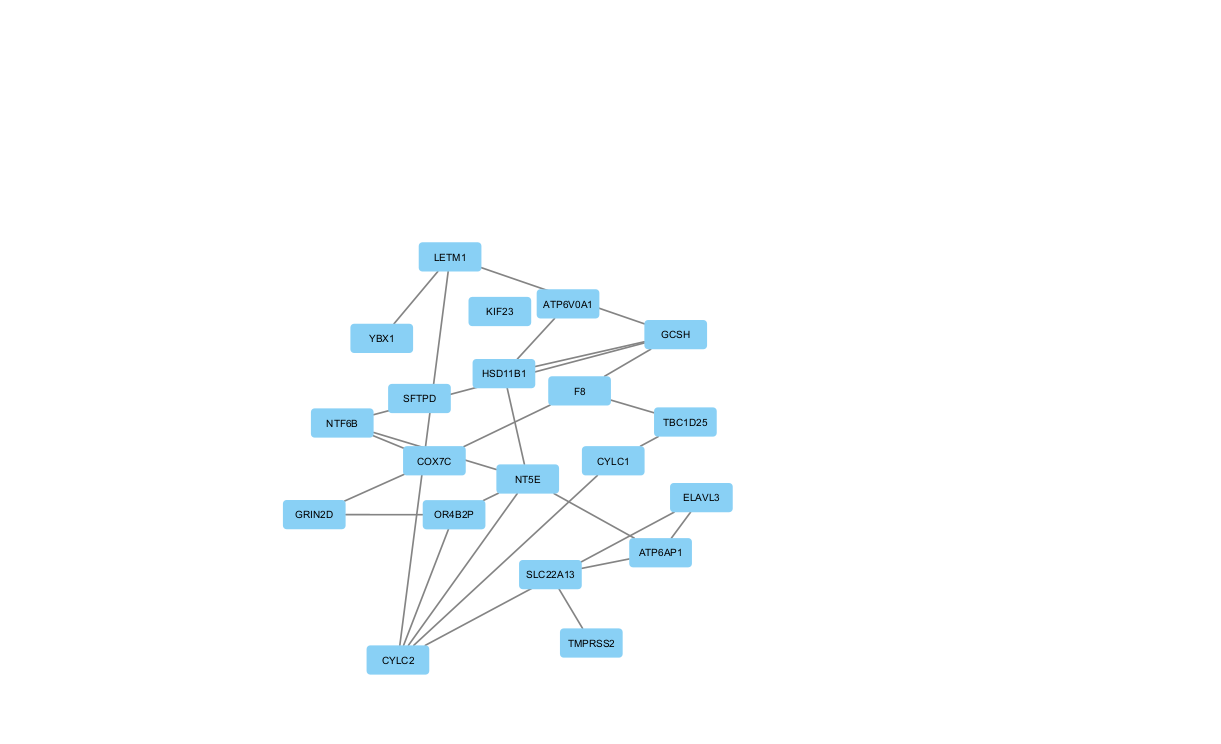 LETM1
ATP6V0A1
KIF23
GCSH
YBX1
HSD11B1
F8
SFTPD
NTF6B
TBC1D25
COX7C
CYLC1
NT5E
ELAVL3
GRIN2D
OR4B2P
ATP6AP1
SLC22A13
TMPRSS2
CYLC2